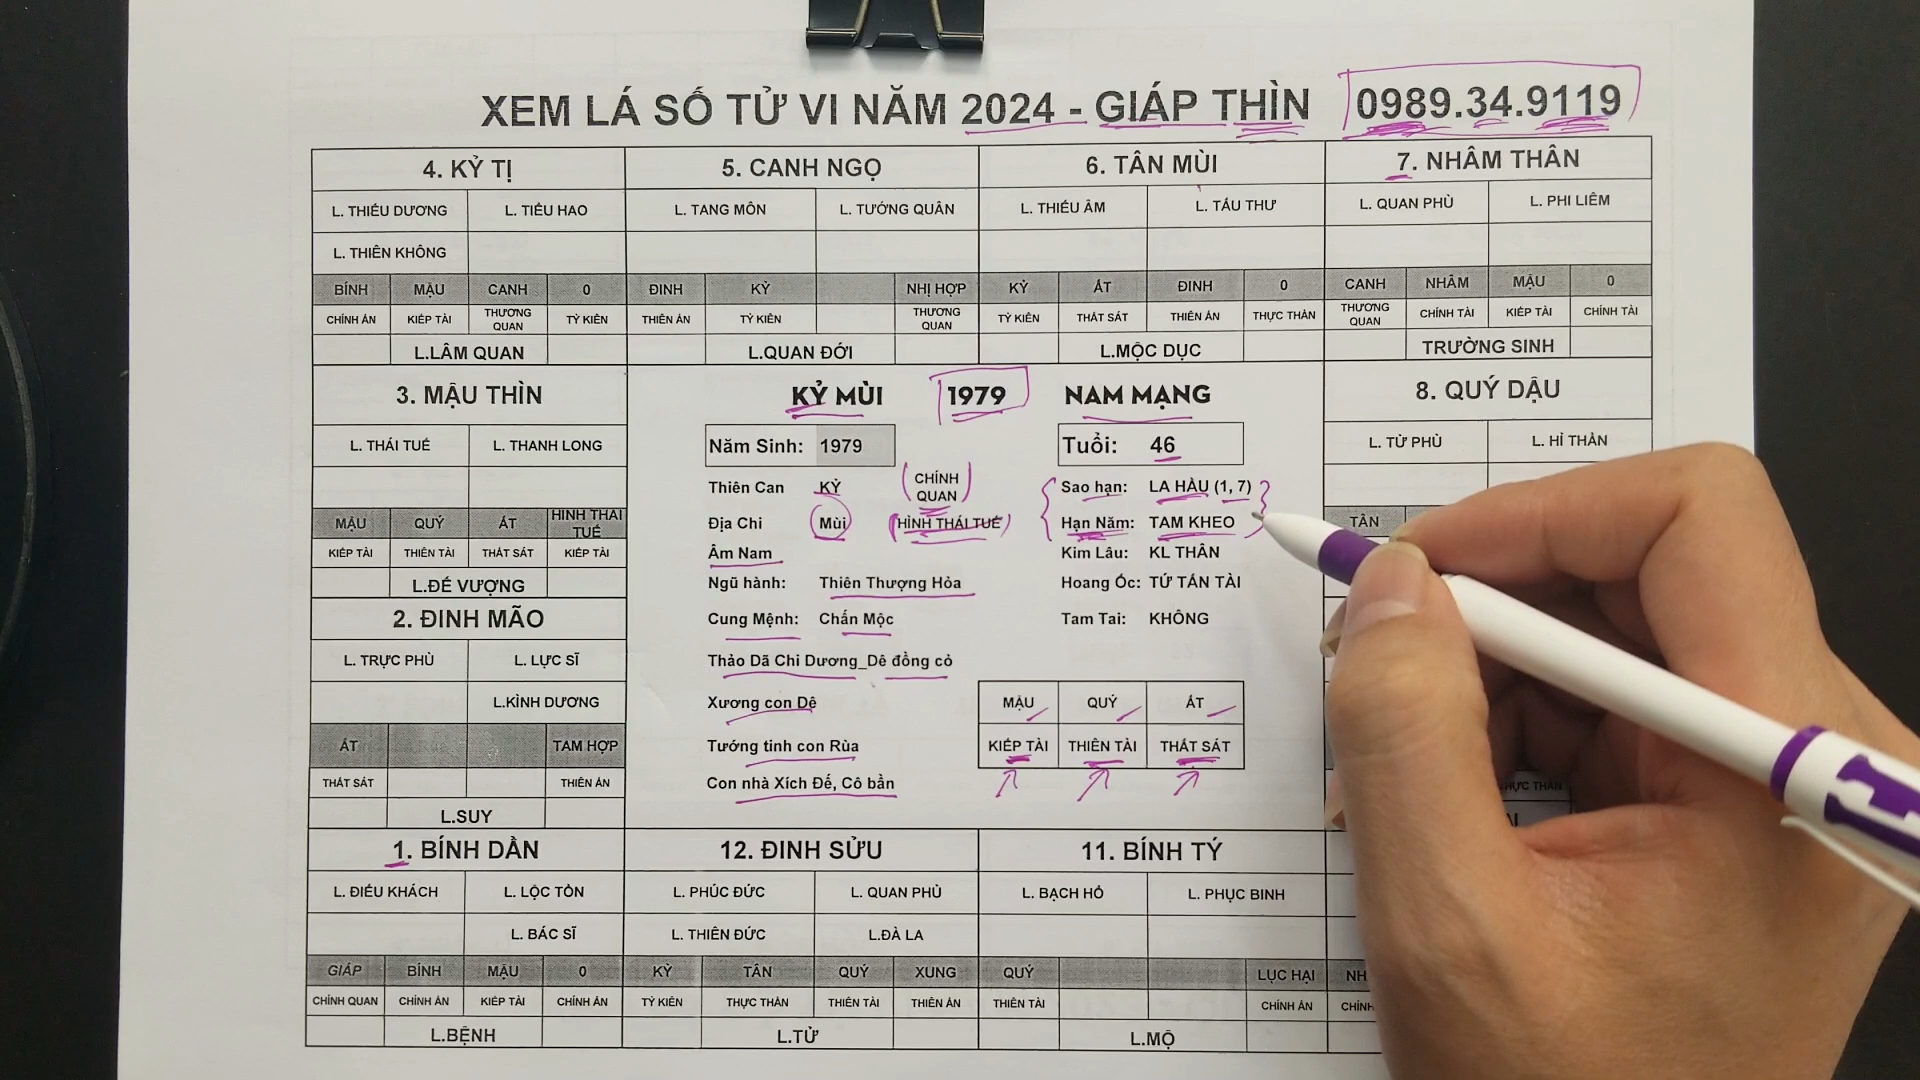 XEM LÁ SỐ TỬ VI NĂM 2024 - GIÁP THÌN 0989.34.9119
4. KỶ TỊ 5. CANH NGỌ 6. TÂN MÙI 7. NHÂM THÂN
L. THIẾU DƯƠNG L. TIỂU HAO L. TANG MÔN L. TƯỚNG QUÂN L. THIẾU ÂM L. TẤU THƯ L. QUAN PHÙ L. PHI LIÊM
L. THIÊN KHÔNG
BÍNH MẬU CANH 0 ĐINH KỶ NHỊ HỢP KỶ ẤT ĐINH 0 CANH NHÂM MẬU 0
CHÍNH ẤN KIẾP TÀI THƯƠNG QUAN TỶ KIÊN THIÊN ẤN TỶ KIÊN THƯƠNG QUAN TỶ KIÊN THẤT SÁT THIÊN ẤN THỰC THẦN THƯƠNG QUAN CHÍNH TÀI KIẾP TÀI CHÍNH TÀI
L.LÂM QUAN L.QUAN ĐỚI L.MỘC DỤC TRƯỜNG SINH
3. MẬU THÌN
L. THÁI TUẾ L. THANH LONG
MẬU QUÝ ẤT HÌNH THÁI TUẾ
KIẾP TÀI THIÊN TÀI THẤT SÁT KIẾP TÀI
L.ĐẾ VƯỢNG
2. ĐINH MÃO
L. TRỰC PHÙ L. LỰC SĨ
L.KÌNH DƯƠNG
ẤT TAM HỢP
THẤT SÁT THIÊN ẤN
L.SUY
KỶ MÙI 1979 NAM MẠNG
Năm Sinh: 1979 Tuổi: 46
Thiên Can KỶ CHÍNH QUAN Sao hạn: LA HẦU (1, 7)
Địa Chi Mùi HÌNH THÁI TUẾ Hạn Năm: TAM KHEO
Âm Nam Kim Lâu: KL THÂN
Ngũ hành: Thiên Thượng Hỏa Hoang Ốc: TỨ TẤN TÀI
Cung Mệnh: Chấn Mộc Tam Tai: KHÔNG
Thảo Dã Chi Dương_Dê đồng cỏ
Xương con Dê MẬU QUÝ ẤT
Tướng tinh con Rùa KIẾP TÀI THIÊN TÀI THẤT SÁT
Con nhà Xích Đế, Cô bần
8. QUÝ DẬU
L. TỬ PHÙ L. HỈ THẦN
TÂN
1. BÍNH DẦN 12. ĐINH SỬU 11. BÍNH TÝ
L. ĐIẾU KHÁCH L. LỘC TỒN L. PHÚC ĐỨC L. QUAN PHỦ L. BẠCH HỔ L. PHỤC BINH
L. BÁC SĨ L. THIÊN ĐỨC L.ĐÀ LA
GIÁP BÍNH MẬU 0 KỶ TÂN QUÝ XUNG QUÝ LỤC HẠI
CHÍNH QUAN CHÍNH ẤN KIẾP TÀI CHÍNH ẤN TỶ KIÊN THỰC THẦN THIÊN TÀI THIÊN ẤN THIÊN TÀI CHÍNH ẤN
L.BỆNH L.TỬ L.MỘ